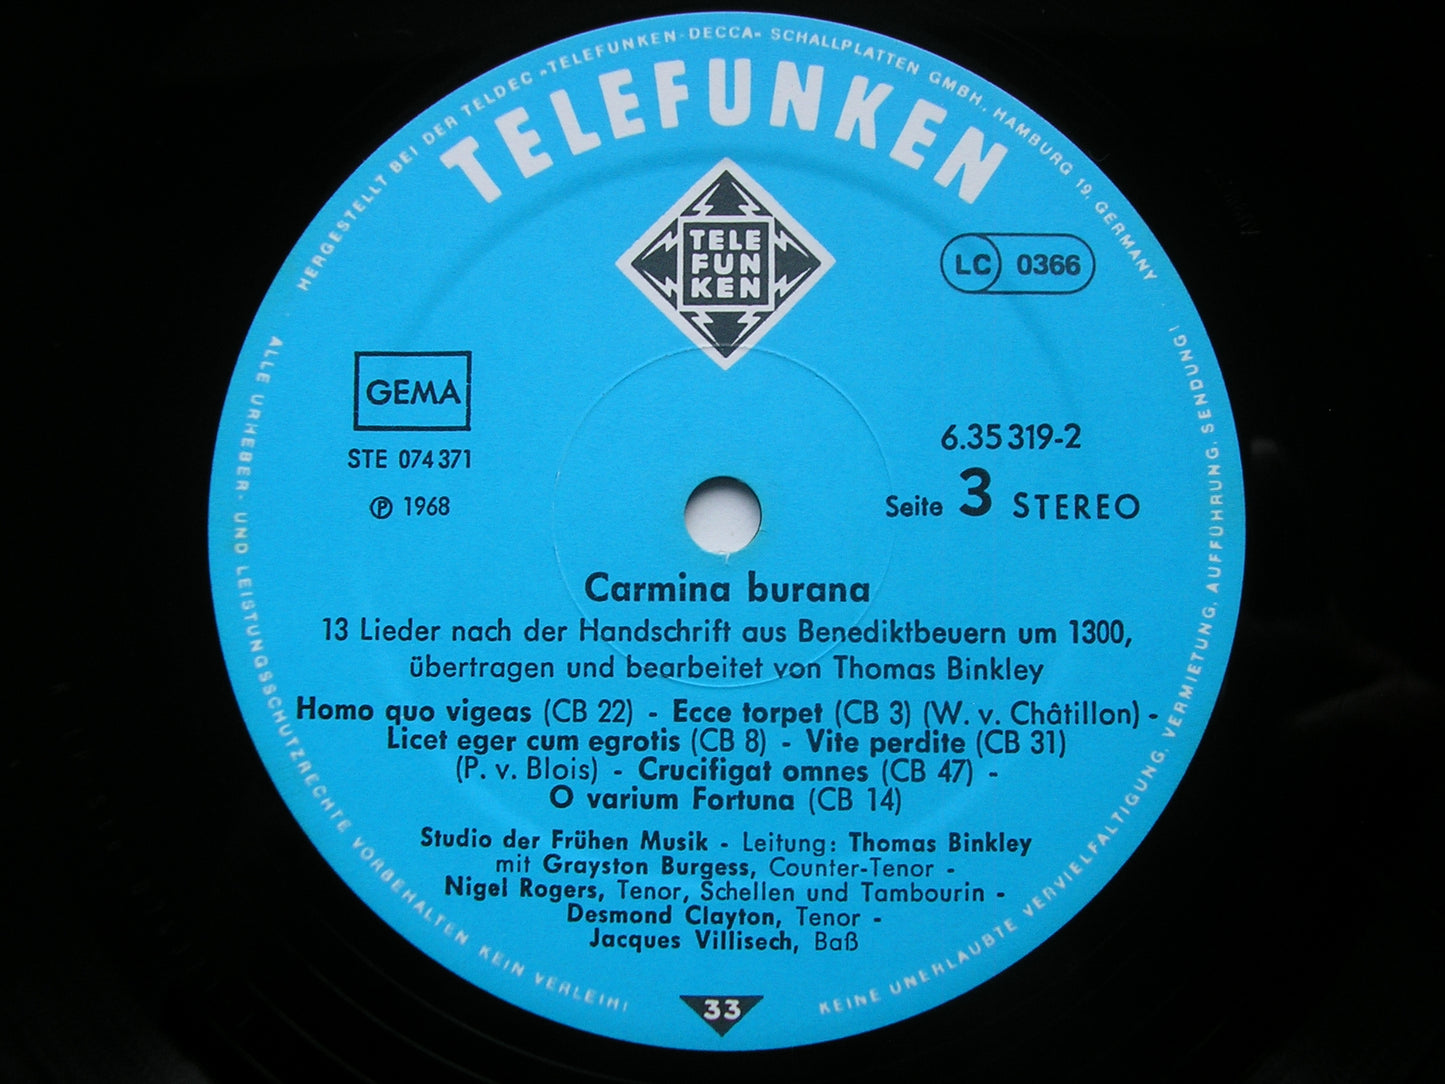 HERGESTELLT BEI DER TELDEC »TELEFUNKEN-DECCA« SCHALLPLATTEN GMBH., HAMBURG 19, GERMANY
TELEFUNKEN
TELE
FUN
KEN
LC 0366
GEMA
STE 074371
℗ 1968
6.35319-2
Seite 3 STEREO
Carmina burana
13 Lieder nach der Handschrift aus Benediktbeuern um 1300,
übertragen und bearbeitet von Thomas Binkley
Homo quo vigeas (CB 22) - Ecce torpet (CB 3) (W. v. Châtillon) -
Licet eger cum egrotis (CB 8) - Vite perdite (CB 31)
(P. v. Blois) - Crucifigat omnes (CB 47) -
O varium Fortuna (CB 14)
Studio der Frühen Musik - Leitung: Thomas Binkley
mit Grayston Burgess, Counter-Tenor -
Nigel Rogers, Tenor, Schellen und Tambourin -
Desmond Clayton, Tenor -
Jacques Villisech, Baß
33
ALLE URHEBER- UND LEISTUNGSSCHUTZRECHTE VORBEHALTEN KEIN VERLEIH!
KEINE UNERLAUBTE VERVIELFÄLTIGUNG, VERMIETUNG, AUFFÜHRUNG, SENDUNG!